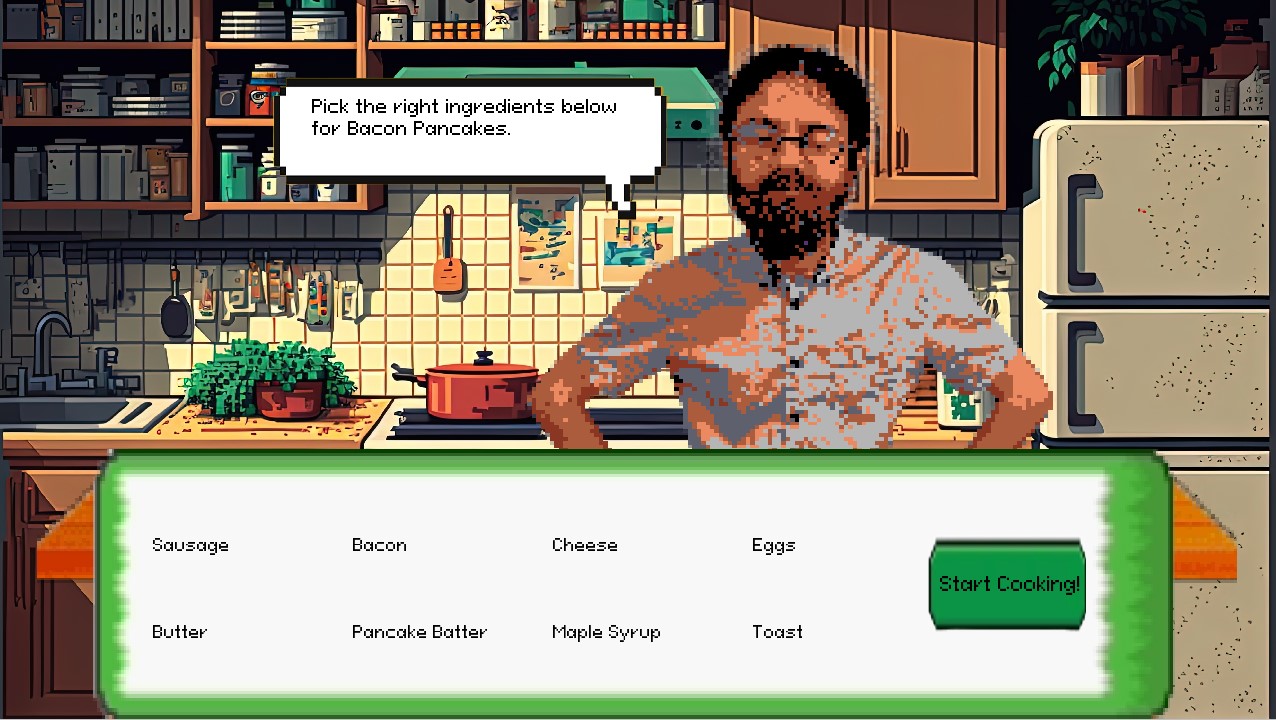 Pick the right ingredients below
for Bacon Pancakes.
Sausage Bacon Cheese Eggs
Start Cooking!
Butter Pancake Batter Maple Syrup Toast